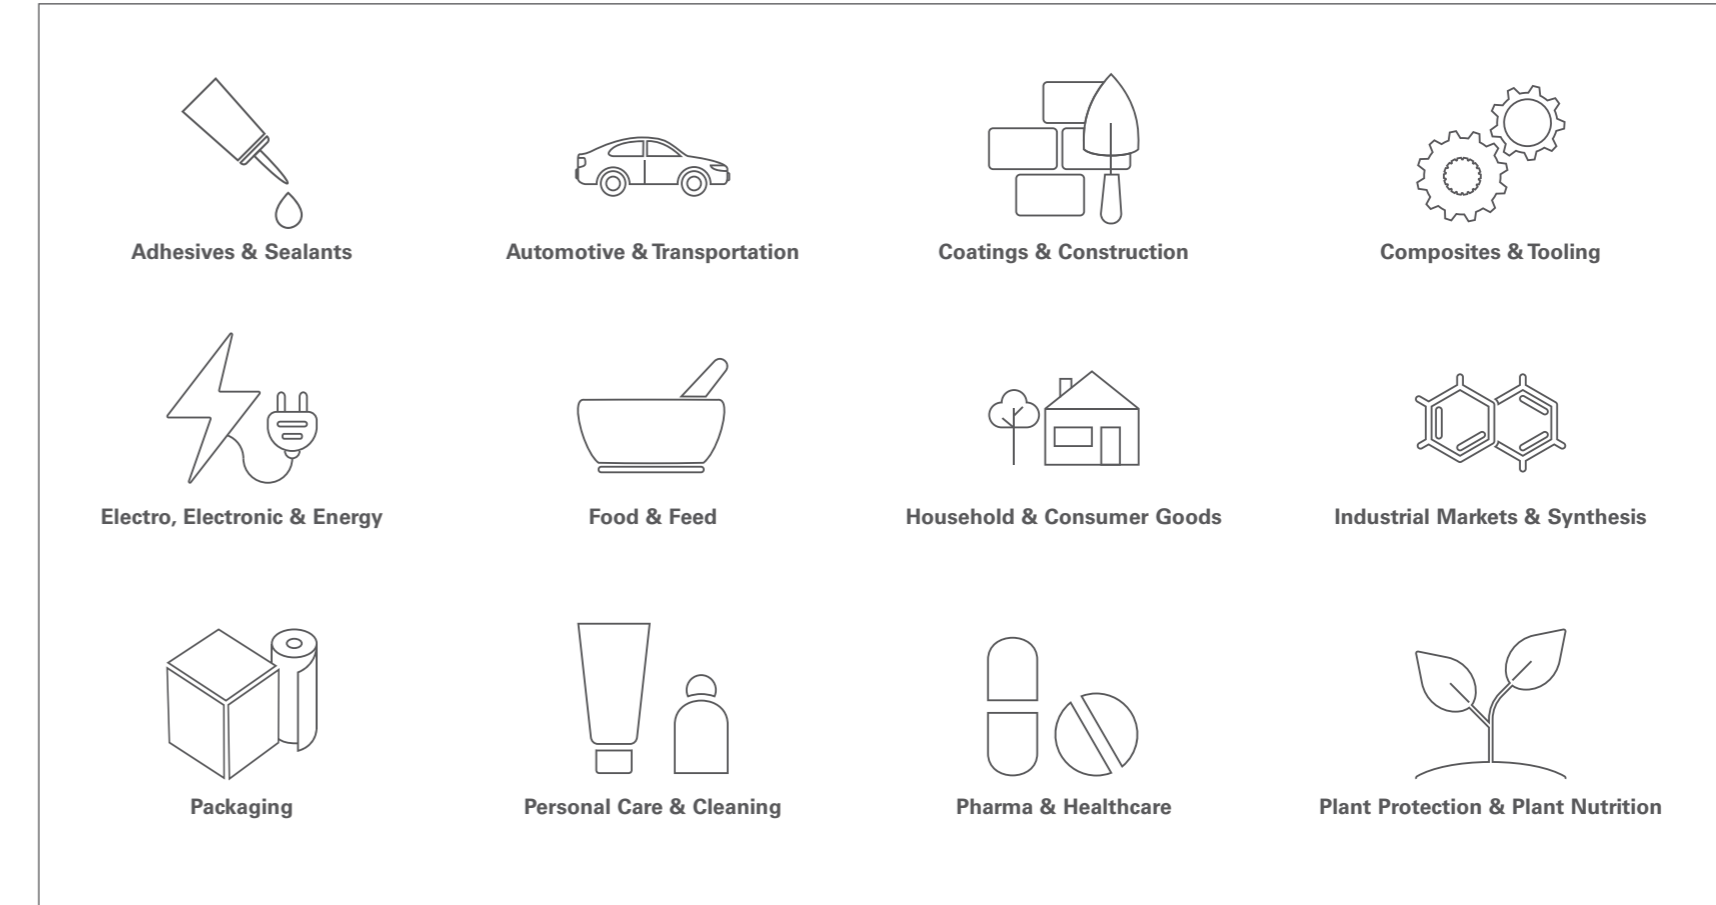 Adhesives & Sealants
Automotive & Transportation
Coatings & Construction
Composites & Tooling
Electro, Electronic & Energy
Food & Feed
Household & Consumer Goods
Industrial Markets & Synthesis
Packaging
Personal Care & Cleaning
Pharma & Healthcare
Plant Protection & Plant Nutrition